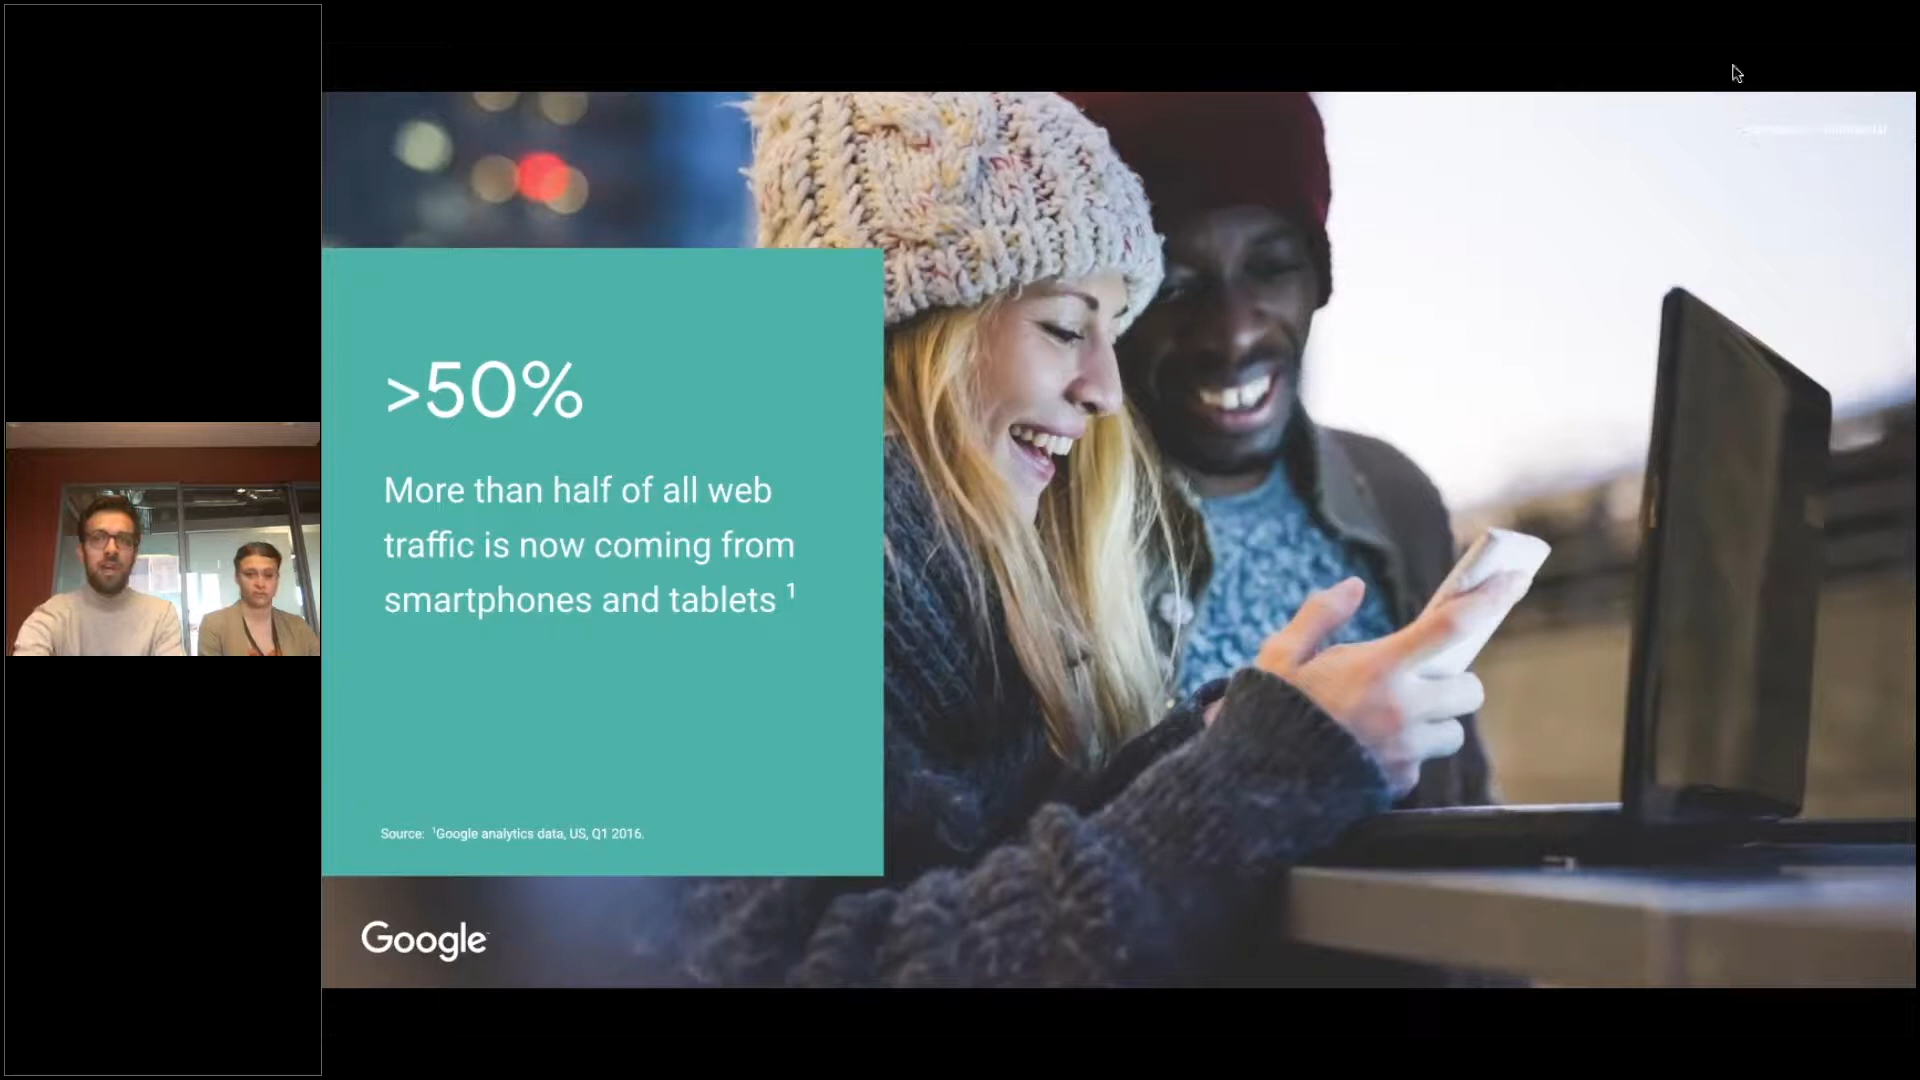 >50%
More than half of all web
traffic is now coming from
smartphones and tablets ¹
Source: ¹Google analytics data, US, Q1 2016.
Google